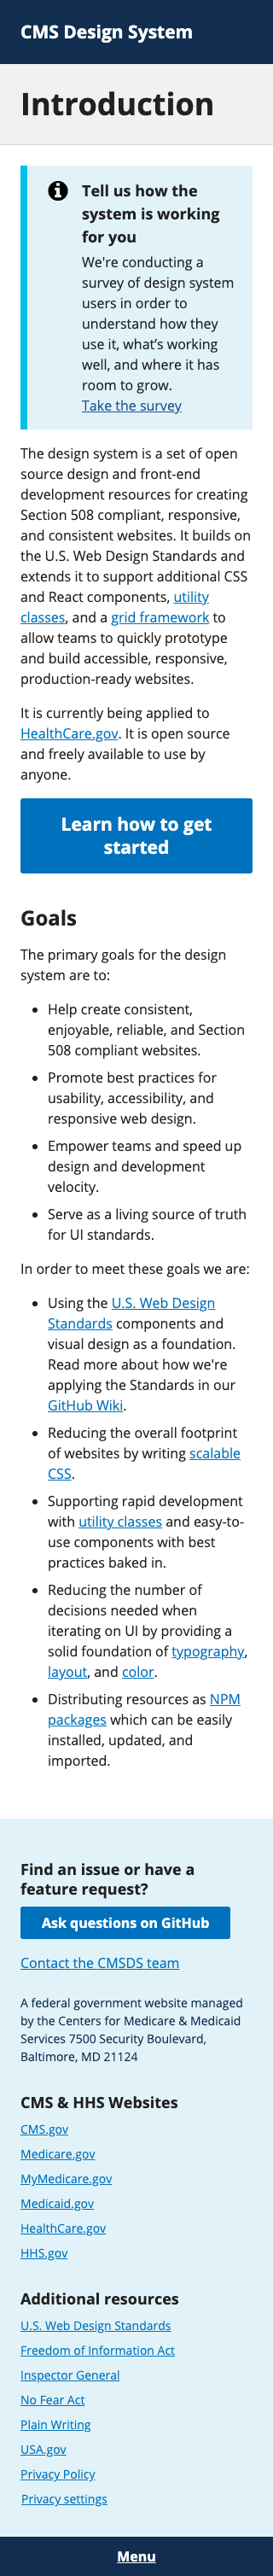 CMS Design System
Introduction
Tell us how the
system is working
for you
We're conducting a
survey of design system
users in order to
understand how they
use it, what's working
well, and where it has
room to grow.
Take the survey
The design system is a set of open
source design and front-end
development resources for creating
Section 508 compliant, responsive,
and consistent websites. It builds on
the U.S. Web Design Standards and
extends it to support additional CSS
and React components, utility
classes, and a grid framework to
allow teams to quickly prototype
and build accessible, responsive,
production-ready websites.
It is currently being applied to
HealthCare.gov. It is open source
and freely available to use by
anyone.
Learn how to get
started
Goals
The primary goals for the design
system are to:
• Help create consistent,
enjoyable, reliable, and Section
508 compliant websites.
• Promote best practices for
usability, accessibility, and
responsive web design.
• Empower teams and speed up
design and development
velocity.
• Serve as a living source of truth
for UI standards.
In order to meet these goals we are:
• Using the U.S. Web Design
Standards components and
visual design as a foundation.
Read more about how we're
applying the Standards in our
GitHub Wiki.
• Reducing the overall footprint
of websites by writing scalable
CSS.
• Supporting rapid development
with utility classes and easy-to-
use components with best
practices baked in.
• Reducing the number of
decisions needed when
iterating on UI by providing a
solid foundation of typography,
layout, and color.
• Distributing resources as NPM
packages which can be easily
installed, updated, and
imported.
Find an issue or have a
feature request?
Ask questions on GitHub
Contact the CMSDS team
A federal government website managed
by the Centers for Medicare & Medicaid
Services 7500 Security Boulevard,
Baltimore, MD 21124
CMS & HHS Websites
CMS.gov
Medicare.gov
MyMedicare.gov
Medicaid.gov
HealthCare.gov
HHS.gov
Additional resources
U.S. Web Design Standards
Freedom of Information Act
Inspector General
No Fear Act
Plain Writing
USA.gov
Privacy Policy
Privacy settings
Menu